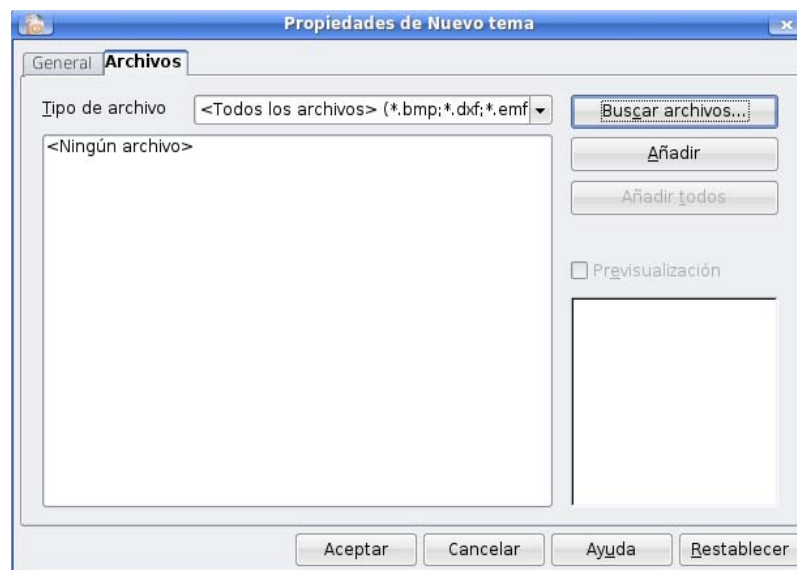 Propiedades de Nuevo tema
General Archivos
Tipo de archivo <Todos los archivos> (*.bmp;*.dxf;*.emf Buscar archivos...
<Ningún archivo> Añadir
Añadir todos
Previsualización
Aceptar Cancelar Ayuda Restablecer